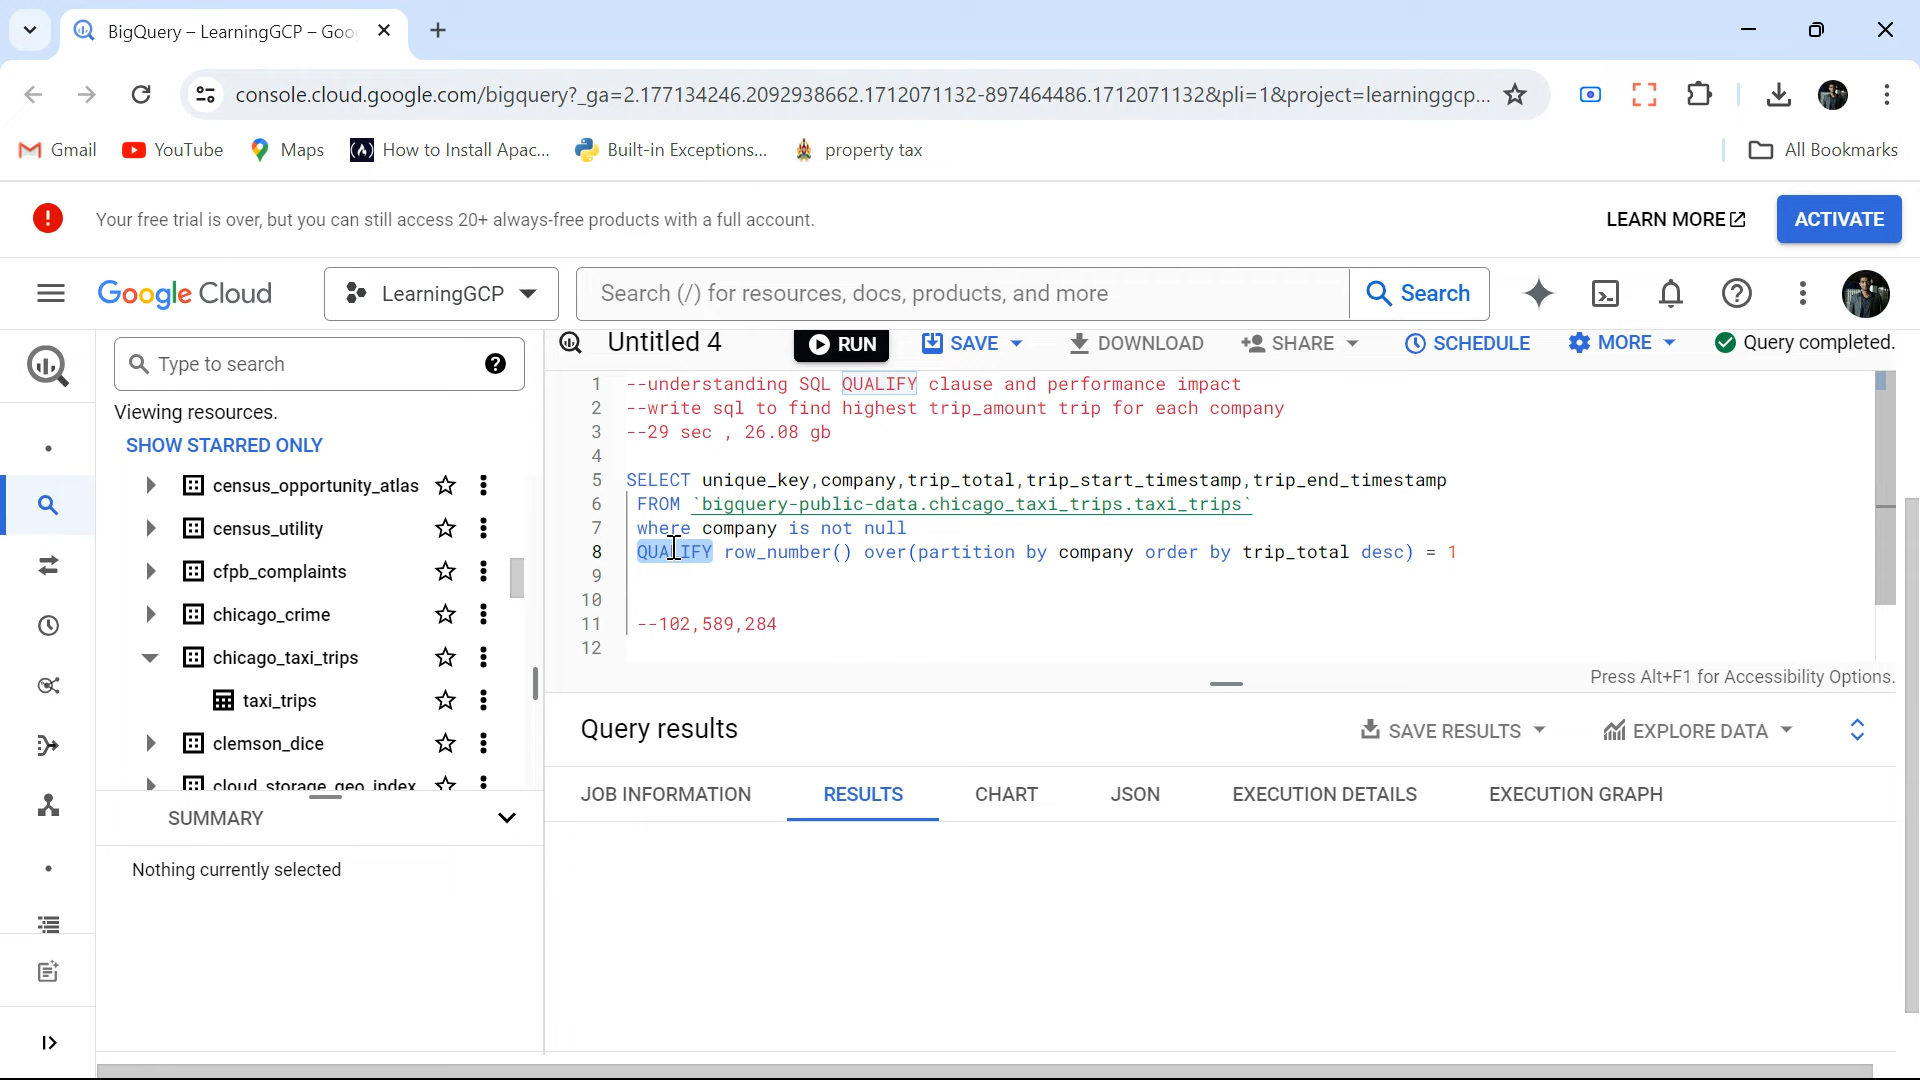 BigQuery – LearningGCP – Goo
console.cloud.google.com/bigquery?_ga=2.177134246.2092938662.1712071132-897464486.1712071132&pli=1&project=learninggcp...
Gmail
YouTube
Maps
How to Install Apac...
Built-in Exceptions...
property tax
All Bookmarks
Your free trial is over, but you can still access 20+ always-free products with a full account.
LEARN MORE
ACTIVATE
Google Cloud
LearningGCP
Search (/) for resources, docs, products, and more
Search
Type to search
Viewing resources.
SHOW STARRED ONLY
census_opportunity_atlas
census_utility
cfpb_complaints
chicago_crime
chicago_taxi_trips
taxi_trips
clemson_dice
cloud_storage_geo_index
SUMMARY
Nothing currently selected
Untitled 4
RUN
SAVE
DOWNLOAD
SHARE
SCHEDULE
MORE
Query completed.
1 --understanding SQL QUALIFY clause and performance impact
2 --write sql to find highest trip_amount trip for each company
3 --29 sec , 26.08 gb
4
5 SELECT unique_key,company,trip_total,trip_start_timestamp,trip_end_timestamp
6 FROM `bigquery-public-data.chicago_taxi_trips.taxi_trips`
7 where company is not null
8 QUALIFY row_number() over(partition by company order by trip_total desc) = 1
9
10
11 --102,589,284
12
Press Alt+F1 for Accessibility Options.
Query results
SAVE RESULTS
EXPLORE DATA
JOB INFORMATION
RESULTS
CHART
JSON
EXECUTION DETAILS
EXECUTION GRAPH